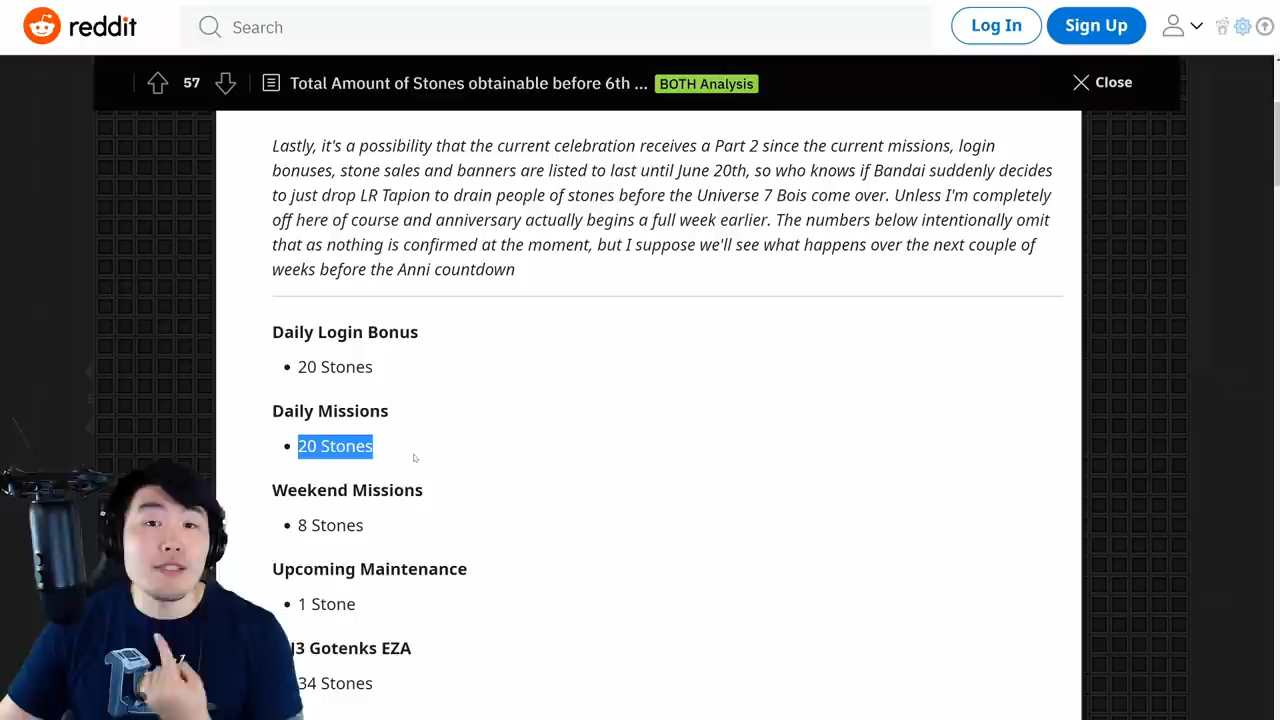 reddit
Search
Log In
Sign Up
57
Total Amount of Stones obtainable before 6th ...
BOTH Analysis
Close
Lastly, it's a possibility that the current celebration receives a Part 2 since the current missions, login
bonuses, stone sales and banners are listed to last until June 20th, so who knows if Bandai suddenly decides
to just drop LR Tapion to drain people of stones before the Universe 7 Bois come over. Unless I'm completely
off here of course and anniversary actually begins a full week earlier. The numbers below intentionally omit
that as nothing is confirmed at the moment, but I suppose we'll see what happens over the next couple of
weeks before the Anni countdown
Daily Login Bonus
• 20 Stones
Daily Missions
• 20 Stones
Weekend Missions
• 8 Stones
Upcoming Maintenance
• 1 Stone
Gotenks EZA
34 Stones